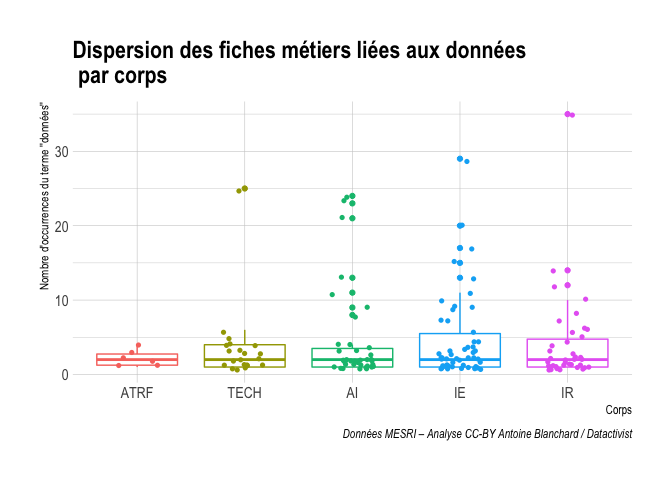 Dispersion des fiches métiers liées aux données
par corps
Nombre d'occurrences du terme "données"
30
20
10
0
ATRF TECH AI IE IR
Corps
Données MESRI – Analyse CC-BY Antoine Blanchard / Datactivist